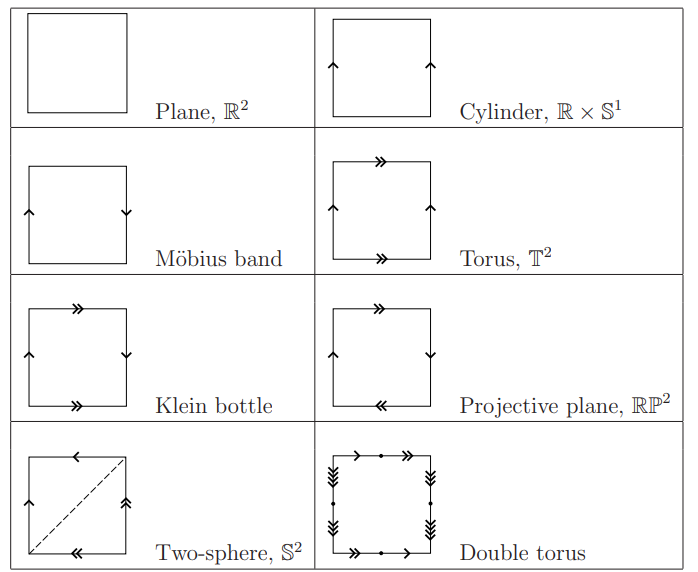 Plane, ℝ²
Cylinder, ℝ × 𝕊¹
Möbius band
Torus, 𝕋²
Klein bottle
Projective plane, ℝℙ²
Two-sphere, 𝕊²
Double torus